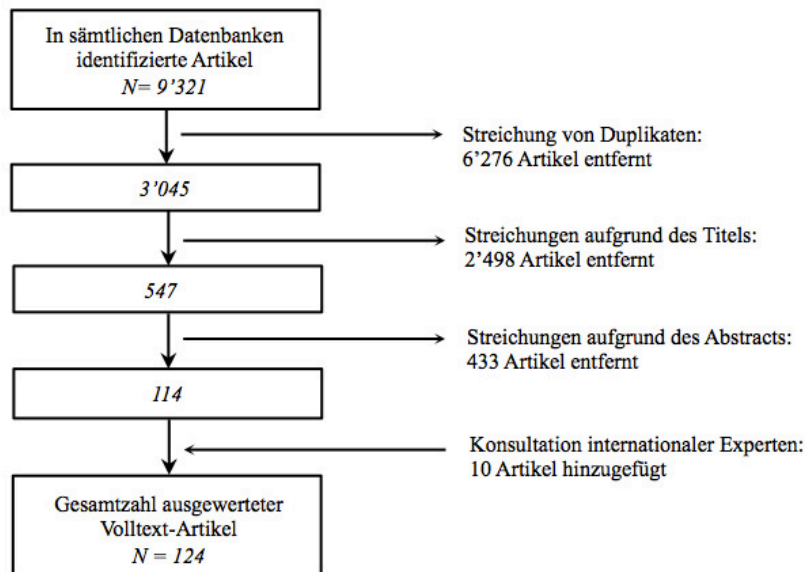 In sämtlichen Datenbanken
identifizierte Artikel
N= 9’321
Streichung von Duplikaten:
6’276 Artikel entfernt
3’045
Streichungen aufgrund des Titels:
2’498 Artikel entfernt
547
Streichungen aufgrund des Abstracts:
433 Artikel entfernt
114
Konsultation internationaler Experten:
10 Artikel hinzugefügt
Gesamtzahl ausgewerteter
Volltext-Artikel
N = 124